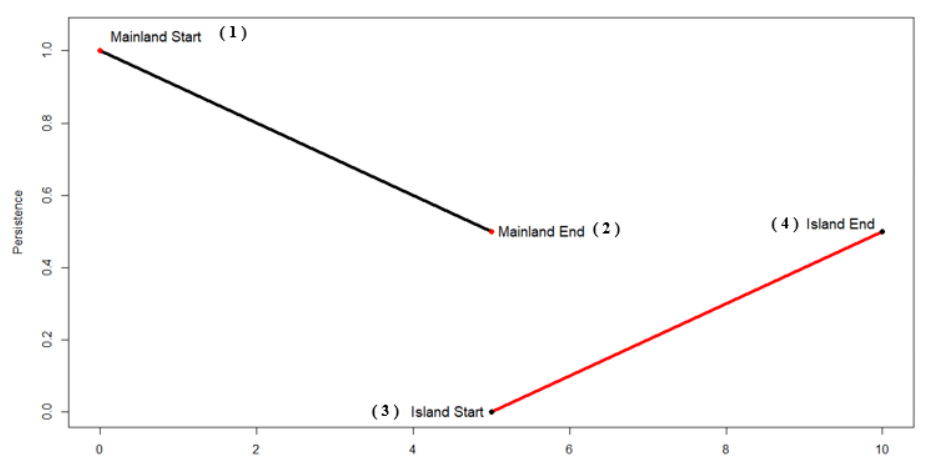 Mainland Start ( 1 )
1.0
0.8
0.6
Persistence
Mainland End ( 2 )
( 4 ) Island End
0.4
0.2
0.0
( 3 ) Island Start
0 2 4 6 8 10